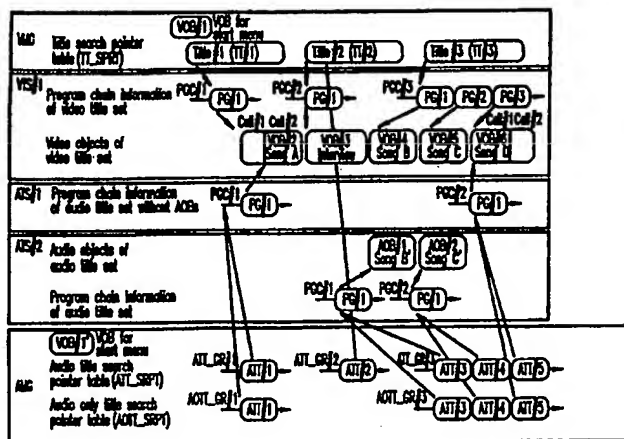 VOB#1 VOB for start menu
VMG Title search pointer table (TT_SPRT)
Title #1 (TT#1) Title #2 (TT#2) Title #3 (TT#3)
VTS#1 Program chain information of video title set
PGC#1 PG#1 PGC#2 PG#1 PGC#3 PG#1 PG#2 PG#3
Cell#1 Cell#2 Cell#1 Cell#2
Video objects of video title set
VOB#2 Song A VOB#3 Interview VOB#4 Song B VOB#5 Song C VOB#6 Song D
ATS#1 Program chain information of audio title set without AOBs
PGC#1 PG#1 PGC#2 PG#1
ATS#2 Audio objects of audio title set
AOB#1 Song B' AOB#2 Song C'
Program chain information of audio title set
PGC#1 PG#1 PGC#2 PG#1
VOB#1 VOB for start menu
AMG Audio title search pointer table (ATT_SRPT)
ATT_GR#1 ATT#1 ATT_GR#2 ATT#2 ATT#3 ATT#4 ATT#5
Audio only title search pointer table (AOTT_SRPT)
AOTT_GR#1 ATT#1 AOTT_GR#3 ATT#3 ATT#4 ATT#5